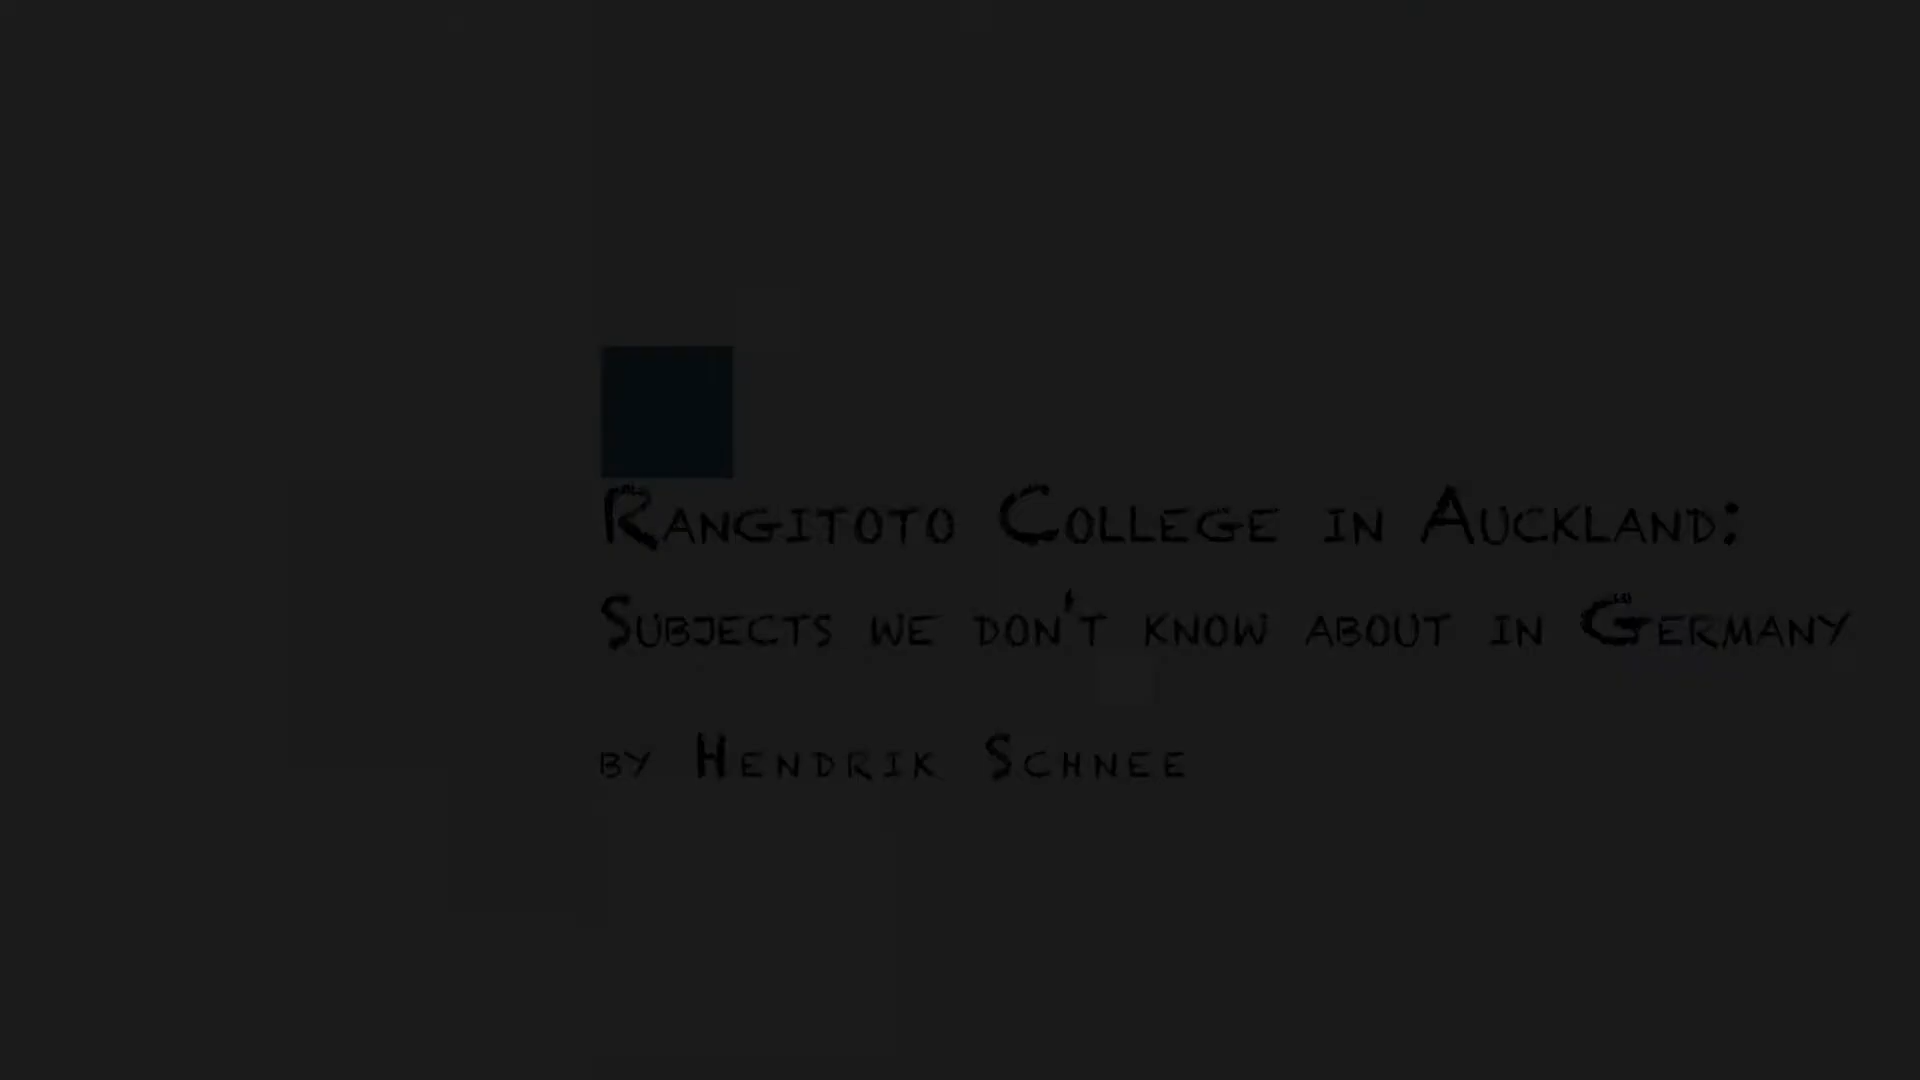 Rangitoto College in Auckland:
Subjects we don't know about in Germany
by Hendrik Schnee